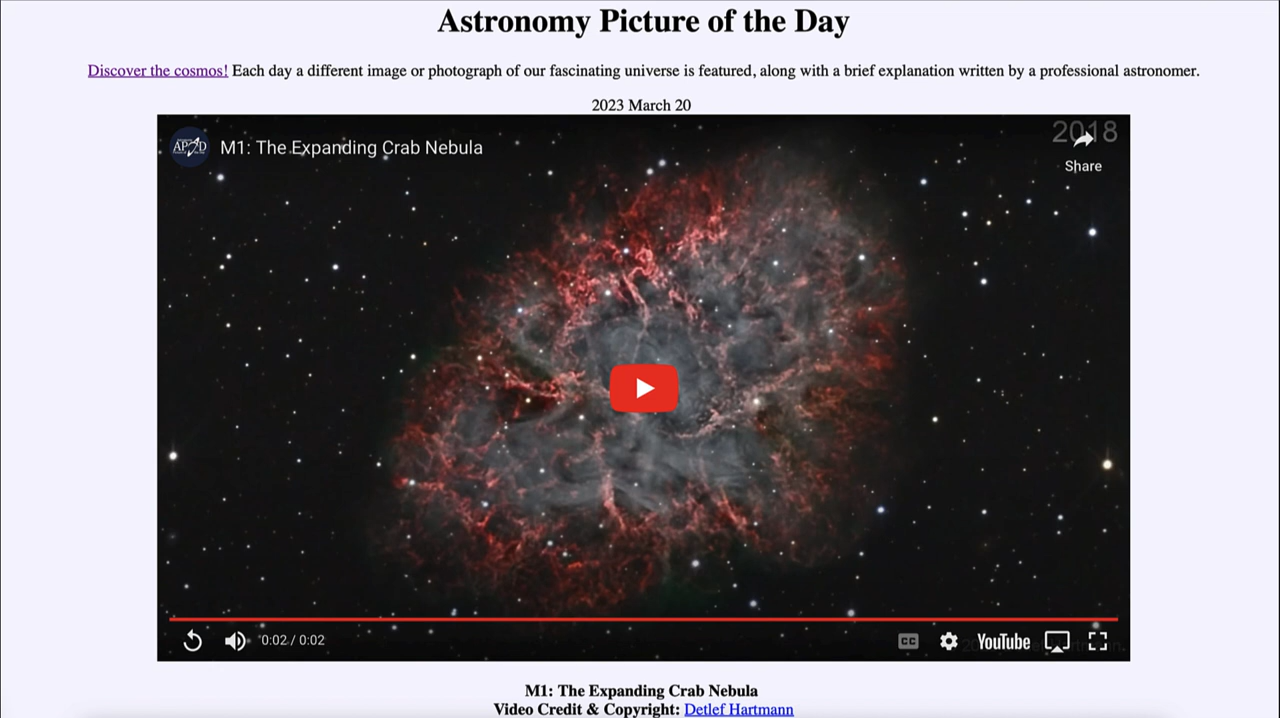 Astronomy Picture of the Day
Discover the cosmos! Each day a different image or photograph of our fascinating universe is featured, along with a brief explanation written by a professional astronomer.
2023 March 20
APOD
M1: The Expanding Crab Nebula
2018
Share
0:02 / 0:02
CC
YouTube
M1: The Expanding Crab Nebula
Video Credit & Copyright: Detlef Hartmann